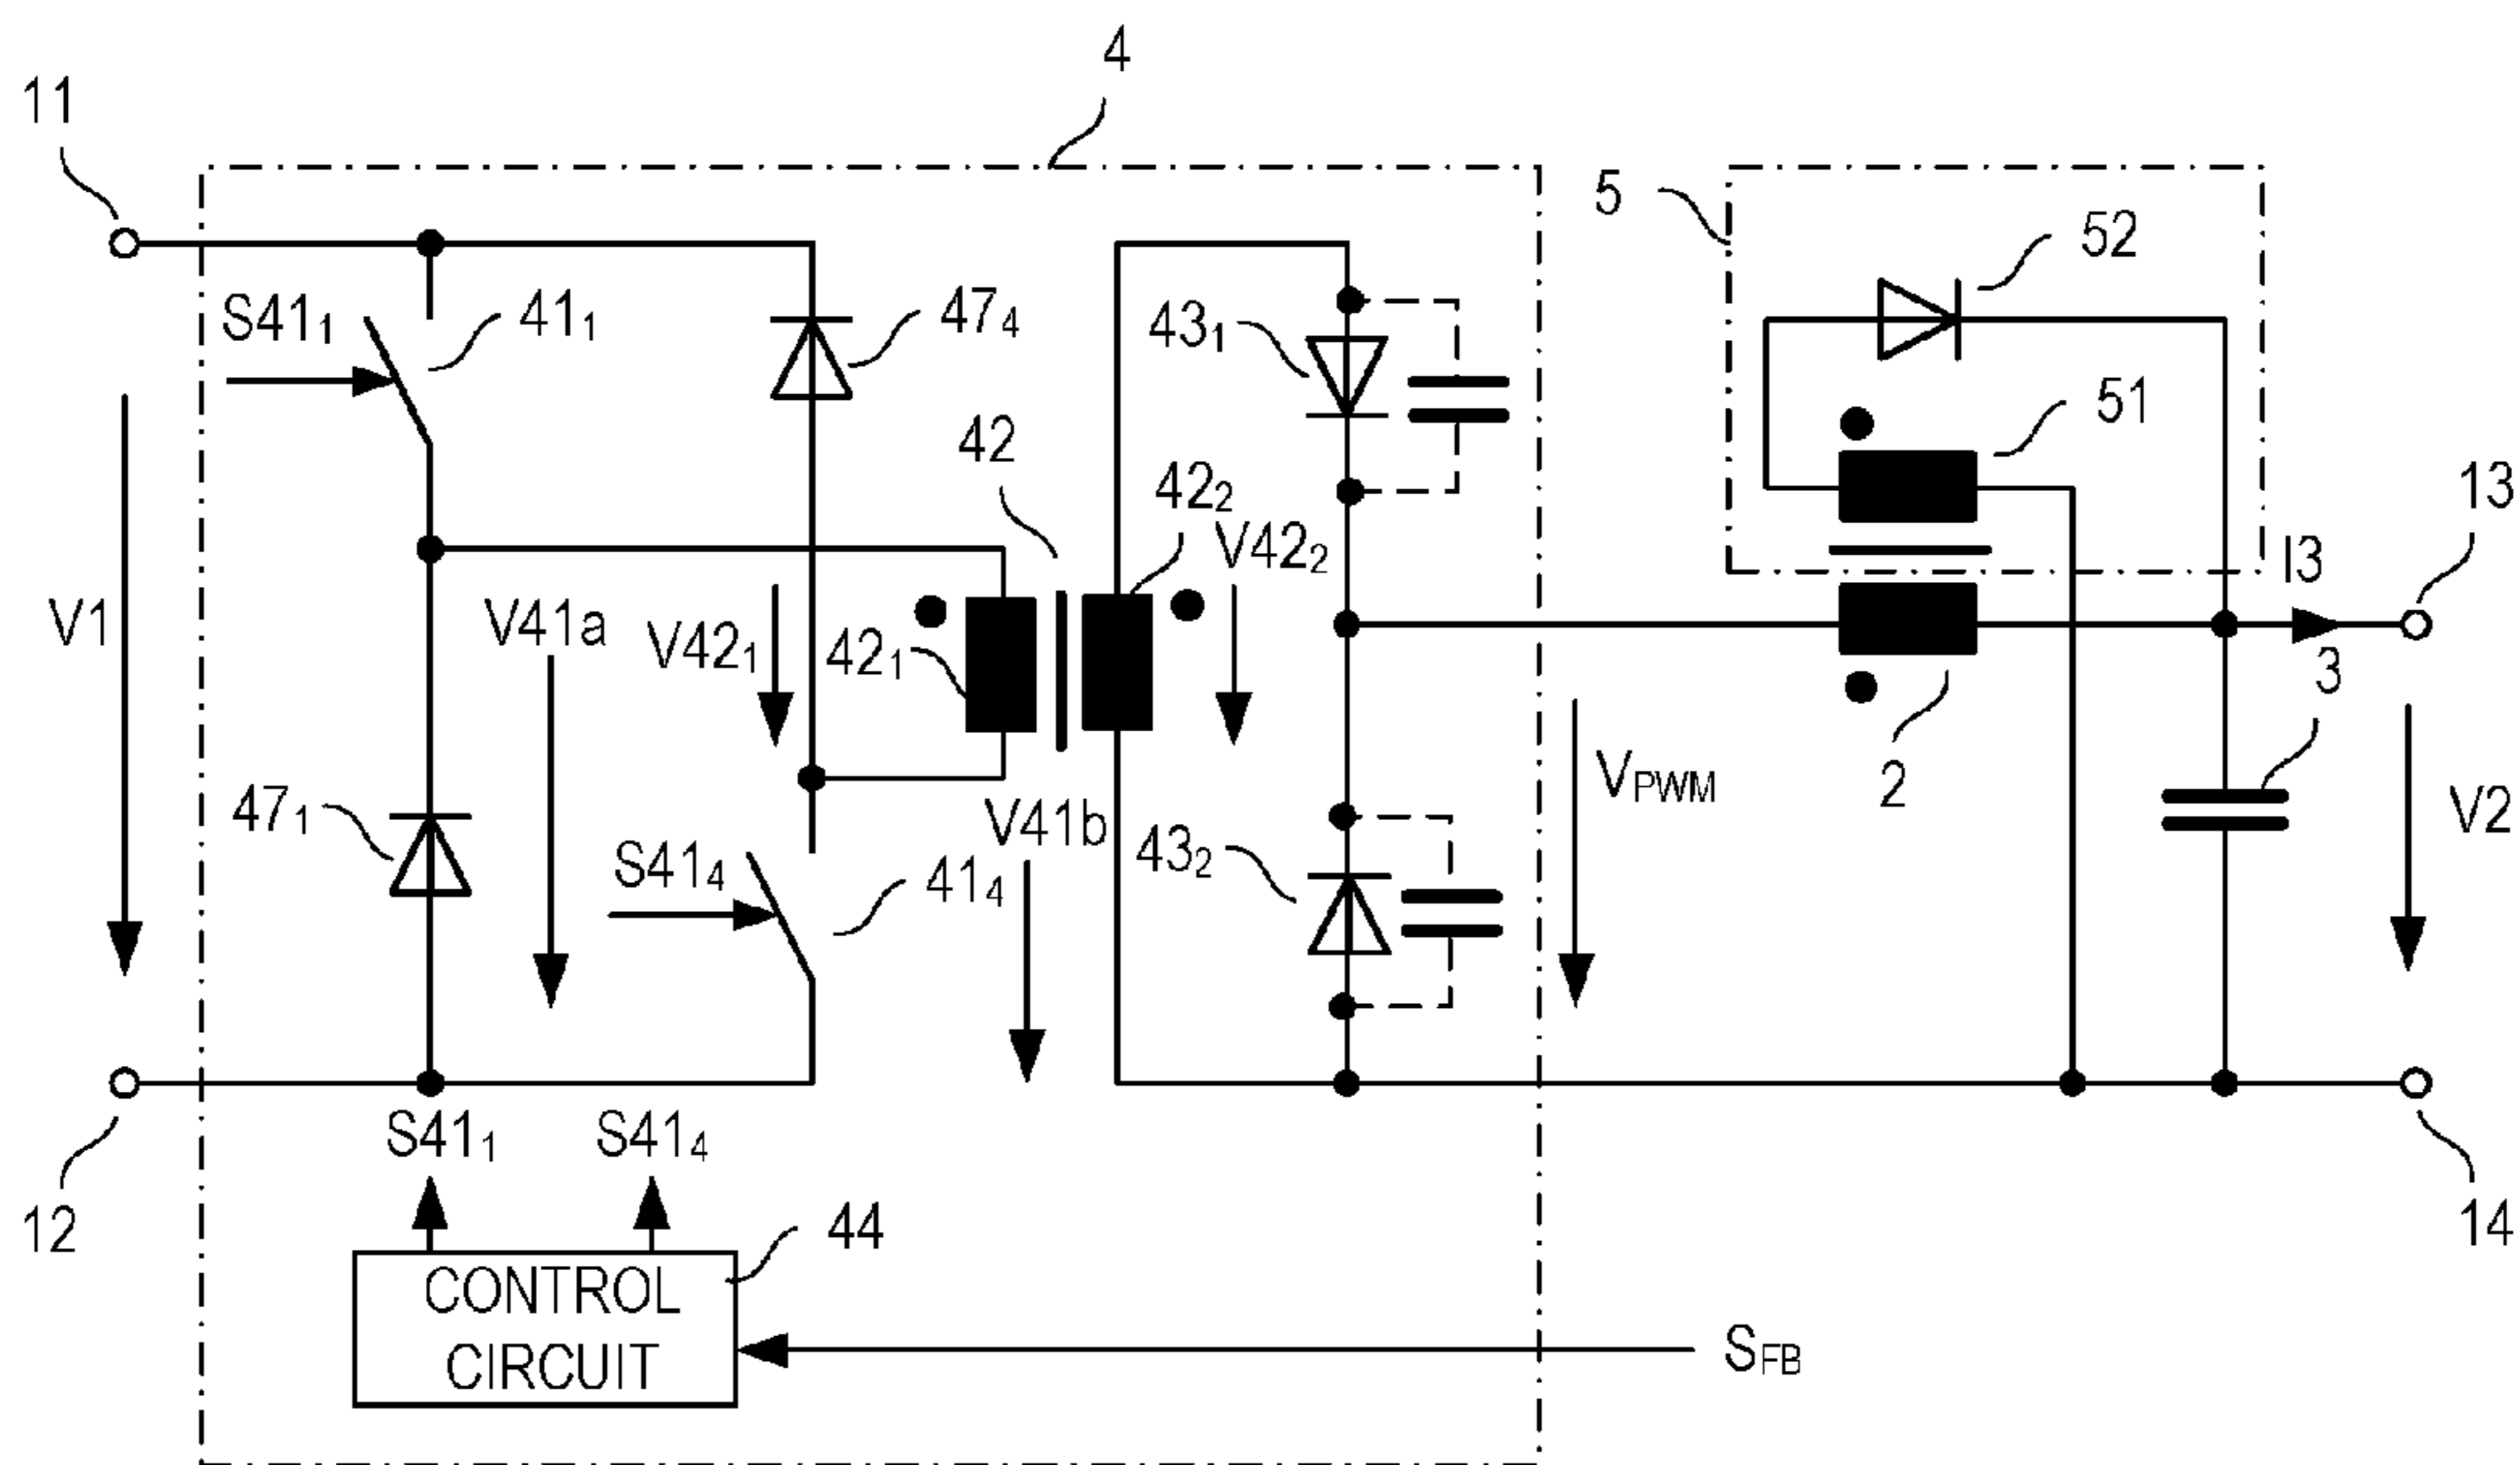 4
11
5
52
S41₁
41₁
47₄
43₁
51
42
42₂
13
V42₂
I3
V1
V41a
V42₁
42₁
3
47₁
V41b
V_PWM
2
V2
S41₄
41₄
43₂
S41₁
S41₄
12
44
14
CONTROL
CIRCUIT
S_FB